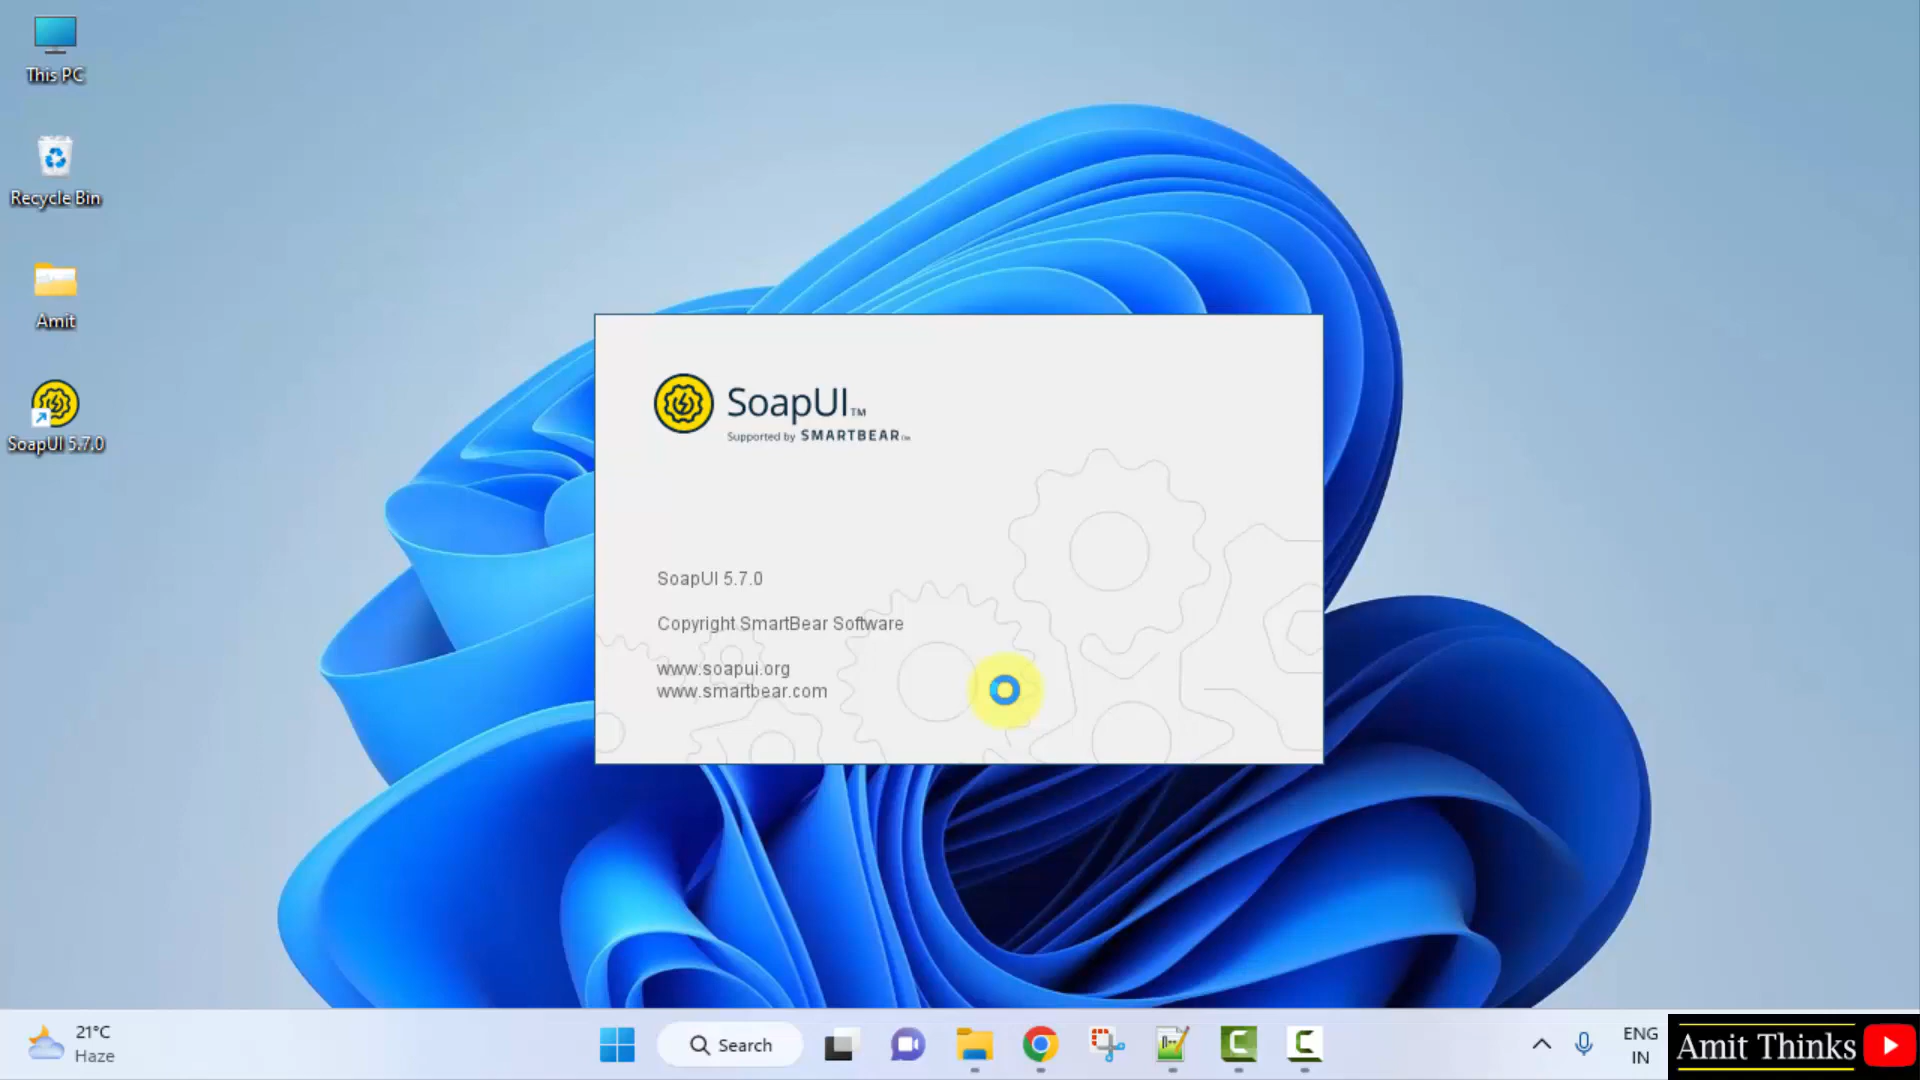 This PC
Recycle Bin
Amit
SoapUI 5.7.0
SoapUI™
Supported by SMARTBEAR™
SoapUI 5.7.0
Copyright SmartBear Software
www.soapui.org
www.smartbear.com
21°C
Haze
Search
ENG
IN
Amit Thinks